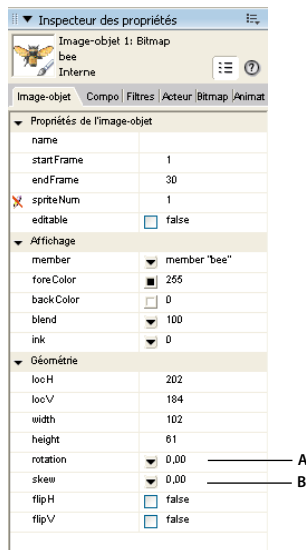 Inspecteur des propriétés
Image-objet 1: Bitmap
bee
Interne
Image-objet Compo Filtres Acteur Bitmap Animat
Propriétés de l'image-objet
name
startFrame 1
endFrame 30
spriteNum 1
editable false
Affichage
member member "bee"
foreColor 255
backColor 0
blend 100
ink 0
Géométrie
locH 202
locV 184
width 102
height 61
rotation 0,00 A
skew 0,00 B
flipH false
flipV false